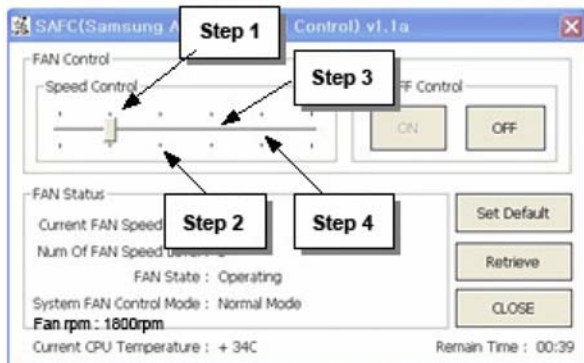 SAFC(Samsung A Control) v1.1a
Step 1
FAN Control
Speed Control
Step 3
FF Control
ON
OFF
FAN Status
Step 2
Step 4
Current FAN Speed
Num Of FAN Speed
FAN State : Operating
System FAN Control Mode : Normal Mode
Fan rpm : 1800rpm
Current CPU Temperature : + 34C
Set Default
Retrieve
CLOSE
Remain Time : 00:39